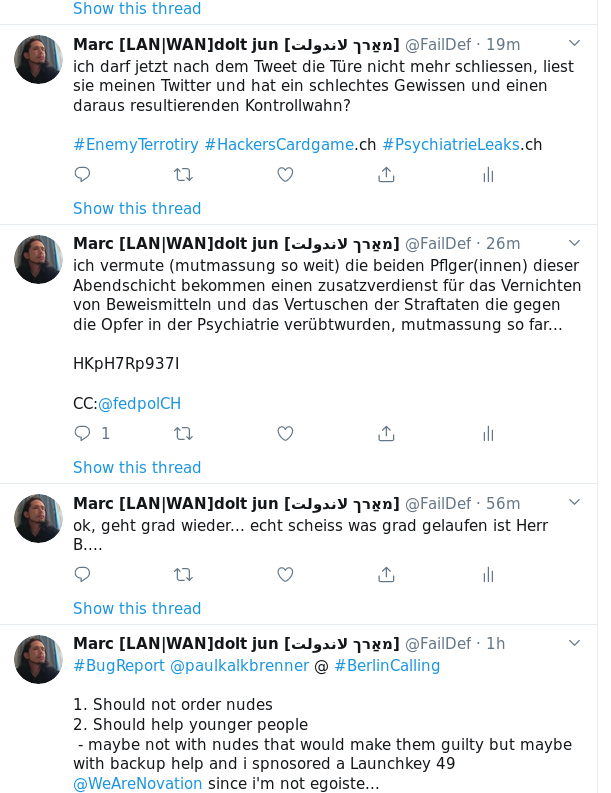 Show this thread
Marc [LAN|WAN]dolt jun [מאַרך לאַנדולת] @FailDef · 19m
ich darf jetzt nach dem Tweet die Türe nicht mehr schliessen, liest
sie meinen Twitter und hat ein schlechtes Gewissen und einen
daraus resultierenden Kontrollwahn?
#EnemyTerrotiry #HackersCardgame.ch #PsychiatrieLeaks.ch
Show this thread
Marc [LAN|WAN]dolt jun [מאַרך לאַנדולת] @FailDef · 26m
ich vermute (mutmassung so weit) die beiden Pflger(innen) dieser
Abendschicht bekommen einen zusatzverdienst für das Vernichten
von Beweismitteln und das Vertuschen der Straftaten die gegen
die Opfer in der Psychiatrie verübtwurden, mutmassung so far...
HKpH7Rp937I
CC:@fedpolCH
1
Show this thread
Marc [LAN|WAN]dolt jun [מאַרך לאַנדולת] @FailDef · 56m
ok, geht grad wieder... echt scheiss was grad gelaufen ist Herr
B....
Show this thread
Marc [LAN|WAN]dolt jun [מאַרך לאַנדולת] @FailDef · 1h
#BugReport @paulkalkbrenner @ #BerlinCalling
1. Should not order nudes
2. Should help younger people
- maybe not with nudes that would make them guilty but maybe
with backup help and i spnosored a Launchkey 49
@WeAreNovation since i'm not egoiste...